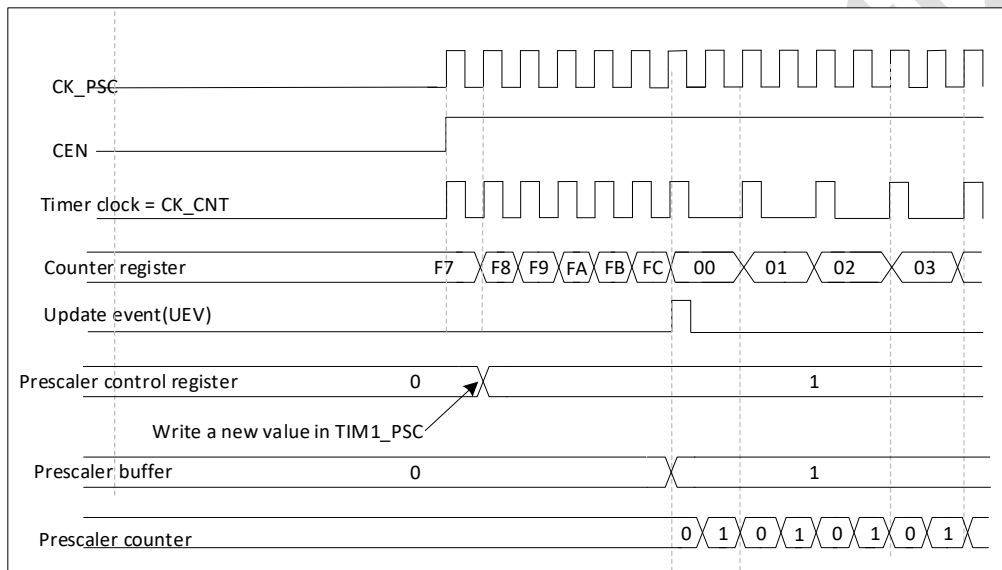 CK_PSC
CEN
Timer clock = CK_CNT
Counter register F7 F8 F9 FA FB FC 00 01 02 03
Update event(UEV)
Prescaler control register 0 1
Write a new value in TIM1_PSC
Prescaler buffer 0 1
Prescaler counter 0 1 0 1 0 1 0 1